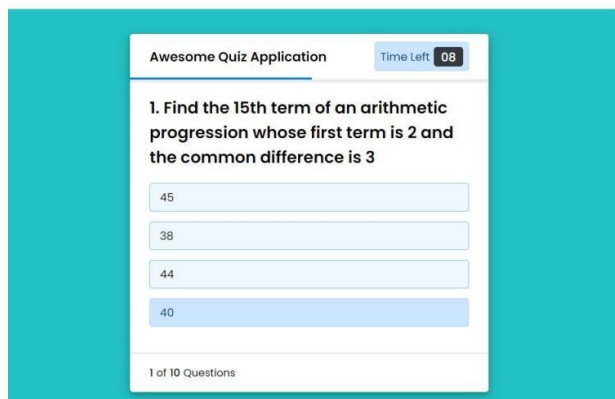 Awesome Quiz Application
Time Left 08
1. Find the 15th term of an arithmetic
progression whose first term is 2 and
the common difference is 3
45
38
44
40
1 of 10 Questions